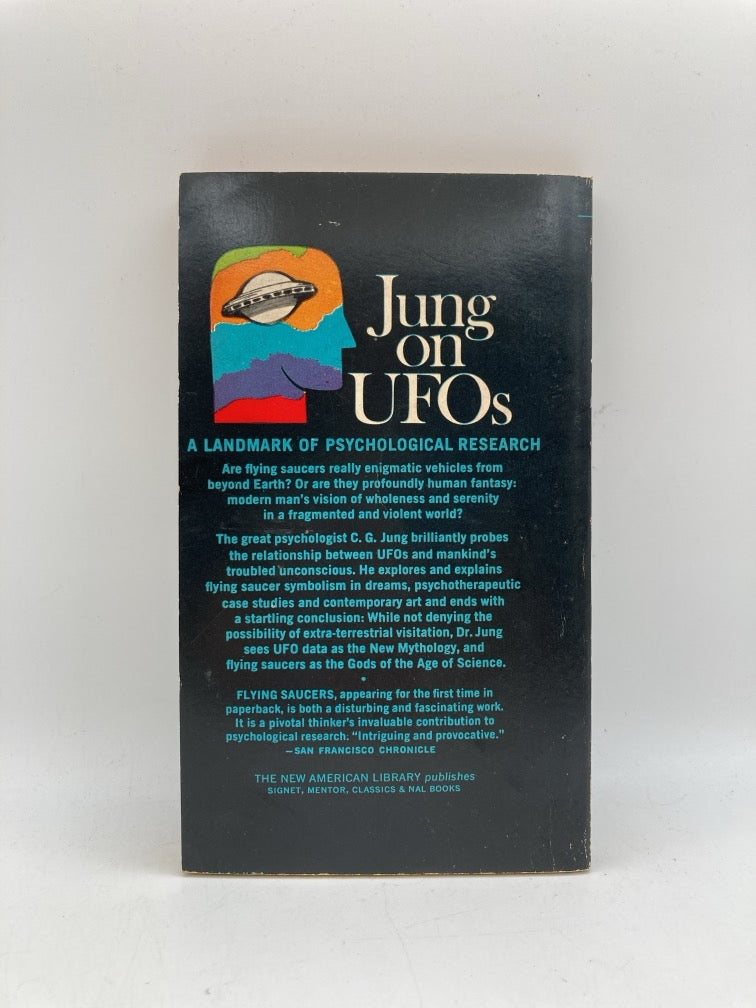 Jung
on
UFOs
A LANDMARK OF PSYCHOLOGICAL RESEARCH
Are flying saucers really enigmatic vehicles from
beyond Earth? Or are they profoundly human fantasy:
modern man's vision of wholeness and serenity
in a fragmented and violent world?
The great psychologist C. G. Jung brilliantly probes
the relationship between UFOs and mankind's
troubled unconscious. He explores and explains
flying saucer symbolism in dreams, psychotherapeutic
case studies and contemporary art and ends with
a startling conclusion: While not denying the
possibility of extra-terrestrial visitation, Dr. Jung
sees UFO data as the New Mythology, and
flying saucers as the Gods of the Age of Science.
•
FLYING SAUCERS, appearing for the first time in
paperback, is both a disturbing and fascinating work.
It is a pivotal thinker's invaluable contribution to
psychological research: “Intriguing and provocative.”
—SAN FRANCISCO CHRONICLE
THE NEW AMERICAN LIBRARY publishes
SIGNET, MENTOR, CLASSICS & NAL BOOKS